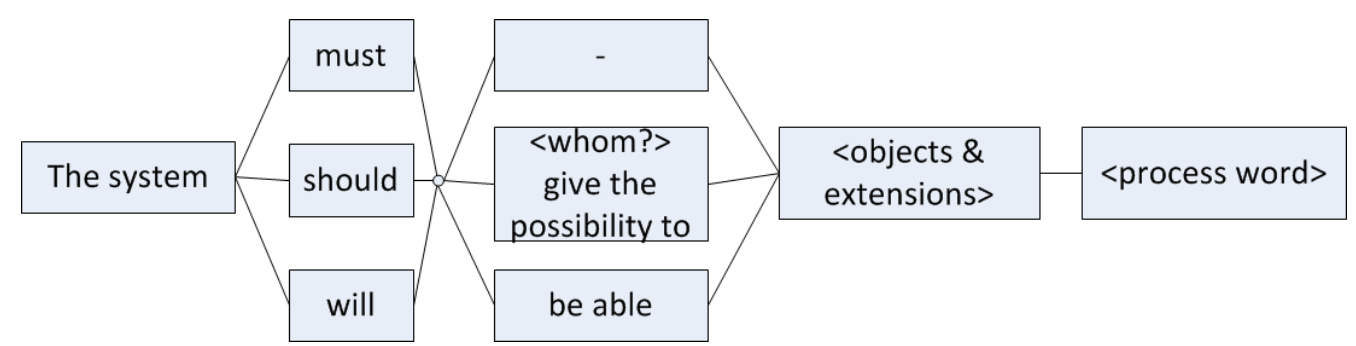 The system
must
should
will
-
<whom?>
give the
possibility to
be able
<objects &
extensions>
<process word>